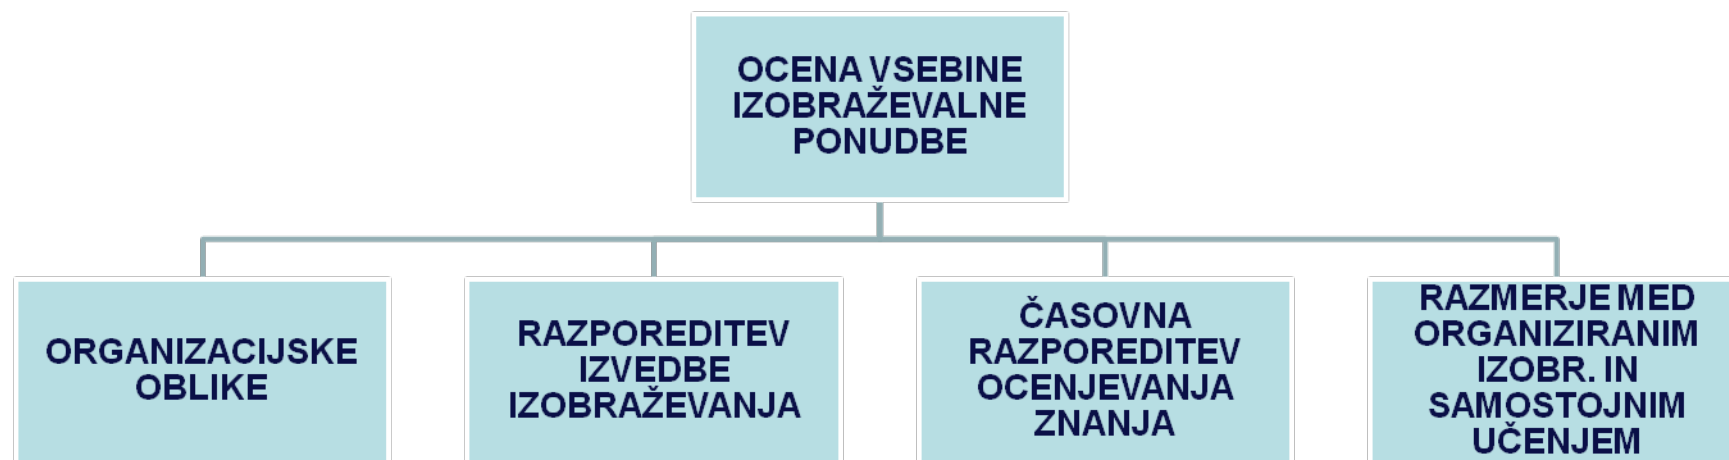 OCENA VSEBINE
IZOBRAŽEVALNE
PONUDBE
ORGANIZACIJSKE
OBLIKE
RAZPOREDITEV
IZVEDBE
IZOBRAŽEVANJA
ČASOVNA
RAZPOREDITEV
OCENJEVANJA
ZNANJA
RAZMERJE MED
ORGANIZIRANIM
IZOBR. IN
SAMOSTOJNIM
UČENJEM